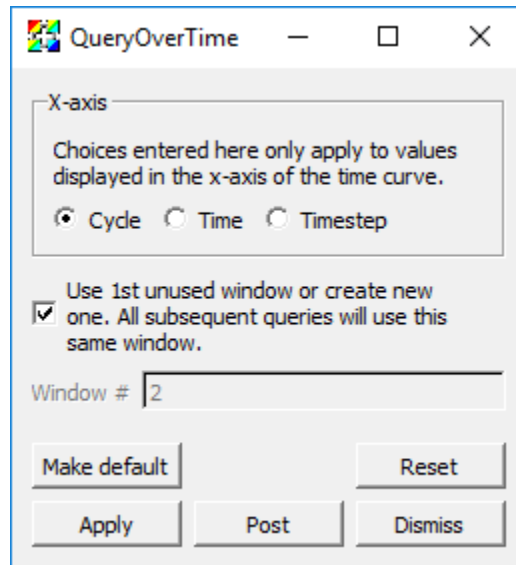 QueryOverTime
X-axis
Choices entered here only apply to values
displayed in the x-axis of the time curve.
Cycle Time Timestep
Use 1st unused window or create new
one. All subsequent queries will use this
same window.
Window # 2
Make default Reset
Apply Post Dismiss